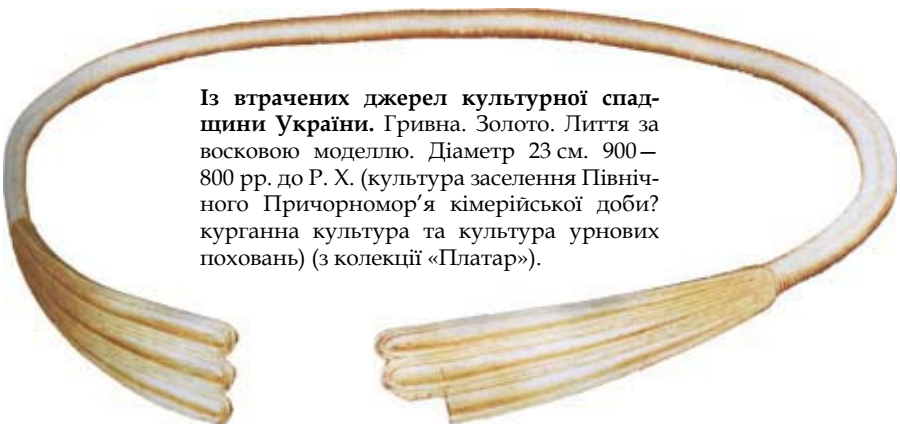 Із втрачених джерел культурної спад-
щини України. Гривна. Золото. Лиття за
восковою моделлю. Діаметр 23 см. 900—
800 рр. до Р. Х. (культура заселення Північ-
ного Причорномор’я кімерійської доби?
курганна культура та культура урнових
поховань) (з колекції «Платар»).